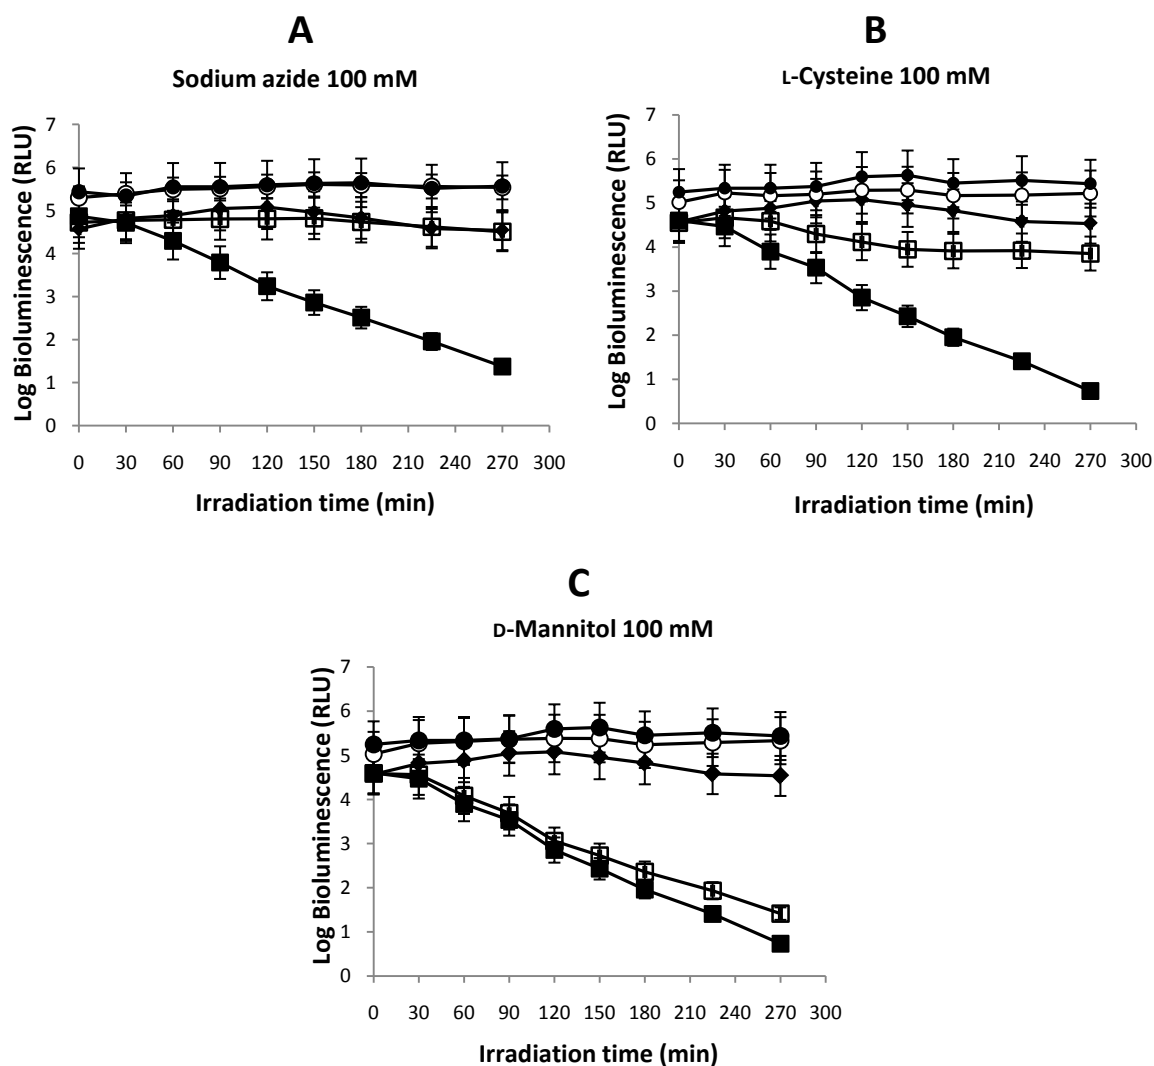 A
Sodium azide 100 mM
Log Bioluminescence (RLU)
7
6
5
4
3
2
1
0
0 30 60 90 120 150 180 210 240 270 300
Irradiation time (min)
B
L-Cysteine 100 mM
Log Bioluminescence (RLU)
7
6
5
4
3
2
1
0
0 30 60 90 120 150 180 210 240 270 300
Irradiation time (min)
C
D-Mannitol 100 mM
Log Bioluminescence (RLU)
7
6
5
4
3
2
1
0
0 30 60 90 120 150 180 210 240 270 300
Irradiation time (min)